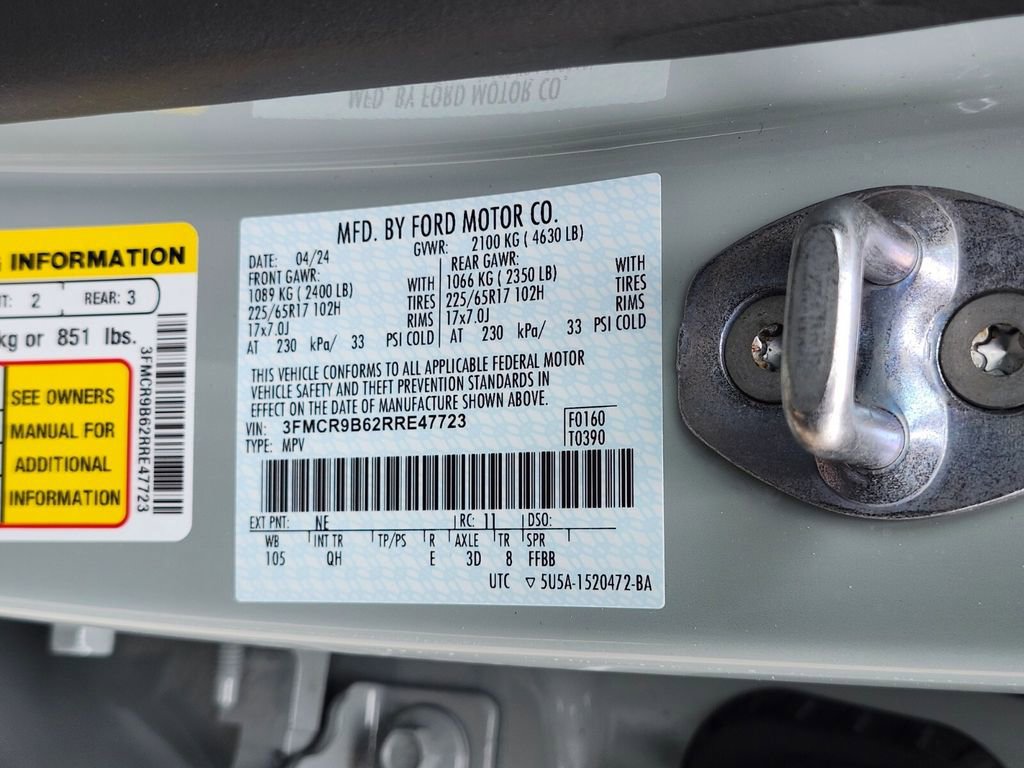 MFD. BY FORD MOTOR CO.
INFORMATION
2 REAR: 3
kg or 851 lbs.
SEE OWNERS
MANUAL FOR
ADDITIONAL
INFORMATION
3FMCR9B62RRE47723
MFD. BY FORD MOTOR CO.
DATE: 04/24 GVWR: 2100 KG ( 4630 LB)
FRONT GAWR: WITH REAR GAWR: WITH
1089 KG (2400 LB) TIRES 1066 KG (2350 LB) TIRES
225/65R17 102H RIMS 225/65R17 102H RIMS
17x7.0J 17x7.0J
AT 230 kPa/ 33 PSI COLD AT 230 kPa/ 33 PSI COLD
THIS VEHICLE CONFORMS TO ALL APPLICABLE FEDERAL MOTOR
VEHICLE SAFETY AND THEFT PREVENTION STANDARDS IN
EFFECT ON THE DATE OF MANUFACTURE SHOWN ABOVE.
VIN: 3FMCR9B62RRE47723 F0160
TYPE: MPV T0390
EXT PNT: NE RC: 11 DSO:
WB INT TR TP/PS R AXLE TR SPR
105 QH E 3D 8 FFBB
UTC ▽ 5U5A-1520472-BA